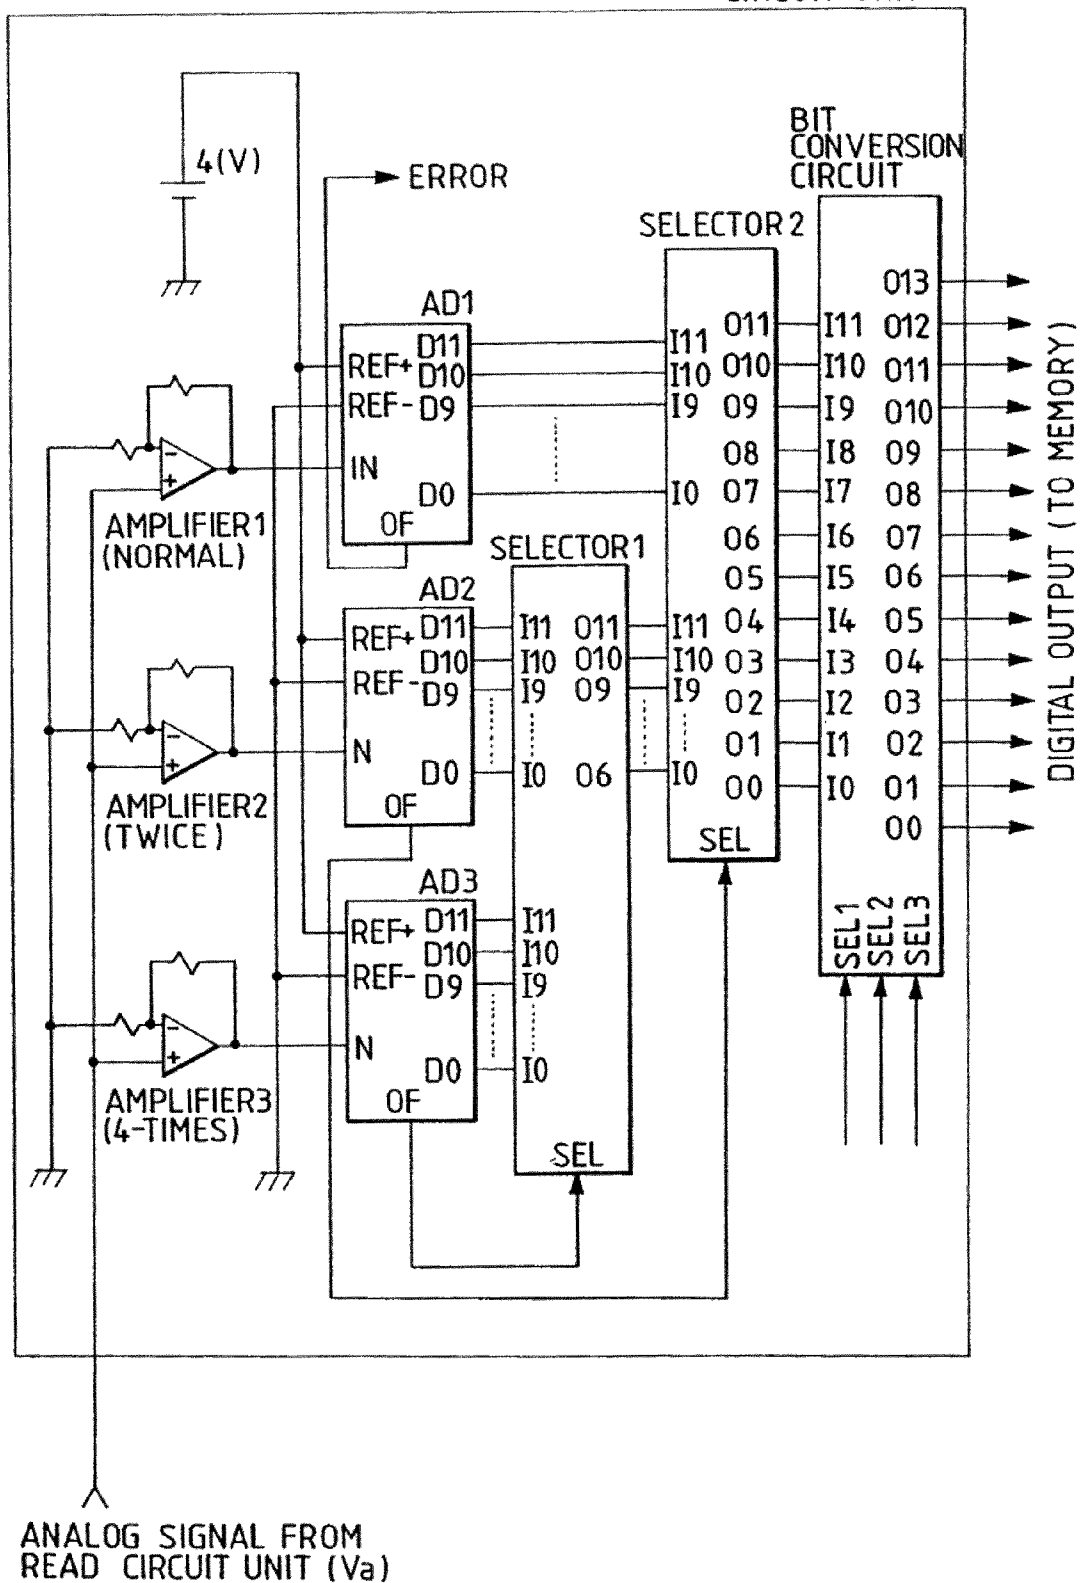 4(V)
ERROR
BIT
CONVERSION
CIRCUIT
SELECTOR2
AD1
REF+
REF-
IN
OF
D11
D10
D9
D0
I11
I10
I9
I0
AMPLIFIER1
(NORMAL)
SELECTOR1
AD2
REF+
REF-
N
OF
D11
D10
D9
D0
I11
I10
I9
I0
O11
O10
O9
O6
I11
I10
I9
I0
AMPLIFIER2
(TWICE)
AD3
REF+
REF-
N
OF
D11
D10
D9
D0
I11
I10
I9
I0
SEL
AMPLIFIER3
(4-TIMES)
O11
O10
O9
O8
O7
O6
O5
O4
O3
O2
O1
O0
SEL
I11
I10
I9
I8
I7
I6
I5
I4
I3
I2
I1
I0
O13
O12
O11
O10
O9
O8
O7
O6
O5
O4
O3
O2
O1
O0
SEL1
SEL2
SEL3
DIGITAL OUTPUT (TO MEMORY)
ANALOG SIGNAL FROM
READ CIRCUIT UNIT (Va)